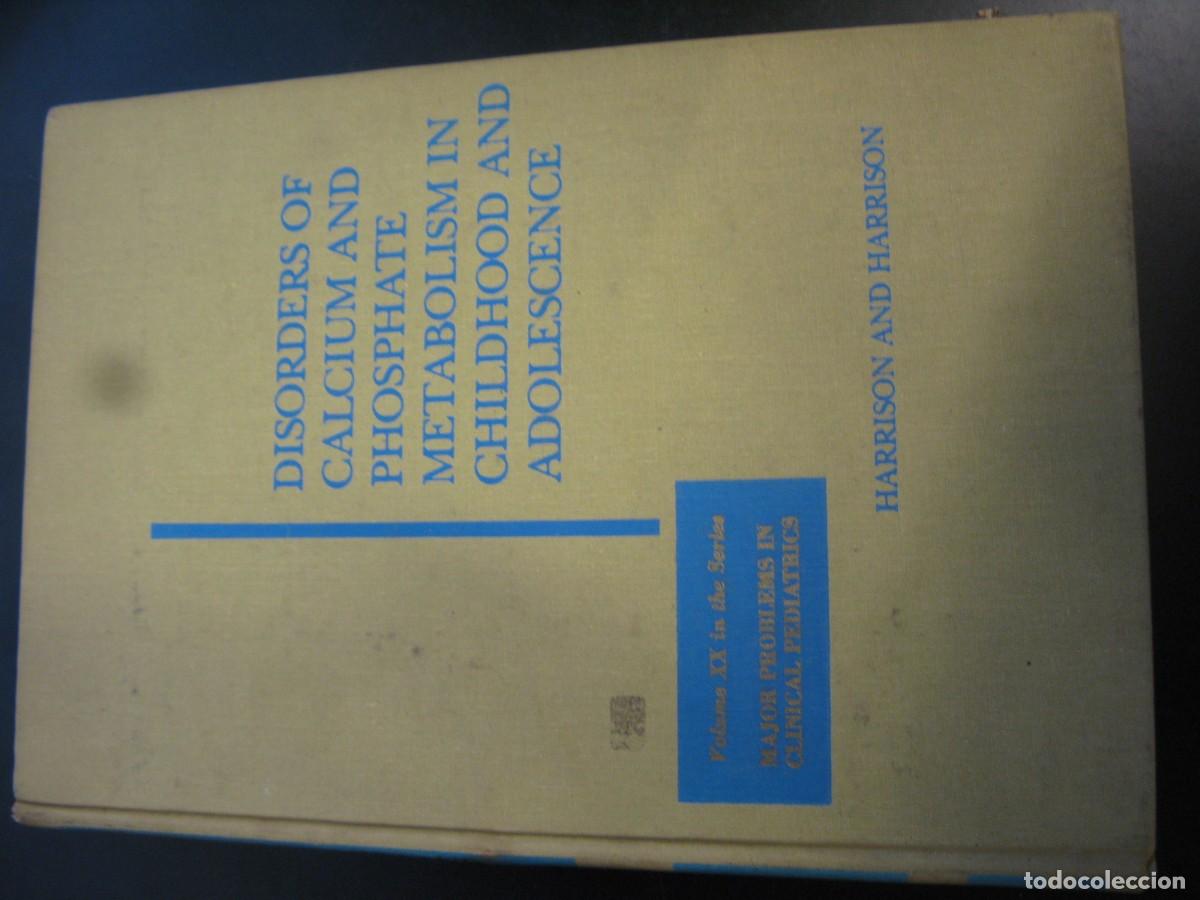 DISORDERS OF
CALCIUM AND
PHOSPHATE
METABOLISM IN
CHILDHOOD AND
ADOLESCENCE
Volume XX in the Series
MAJOR PROBLEMS IN
CLINICAL PEDIATRICS
HARRISON AND HARRISON
todocoleccion